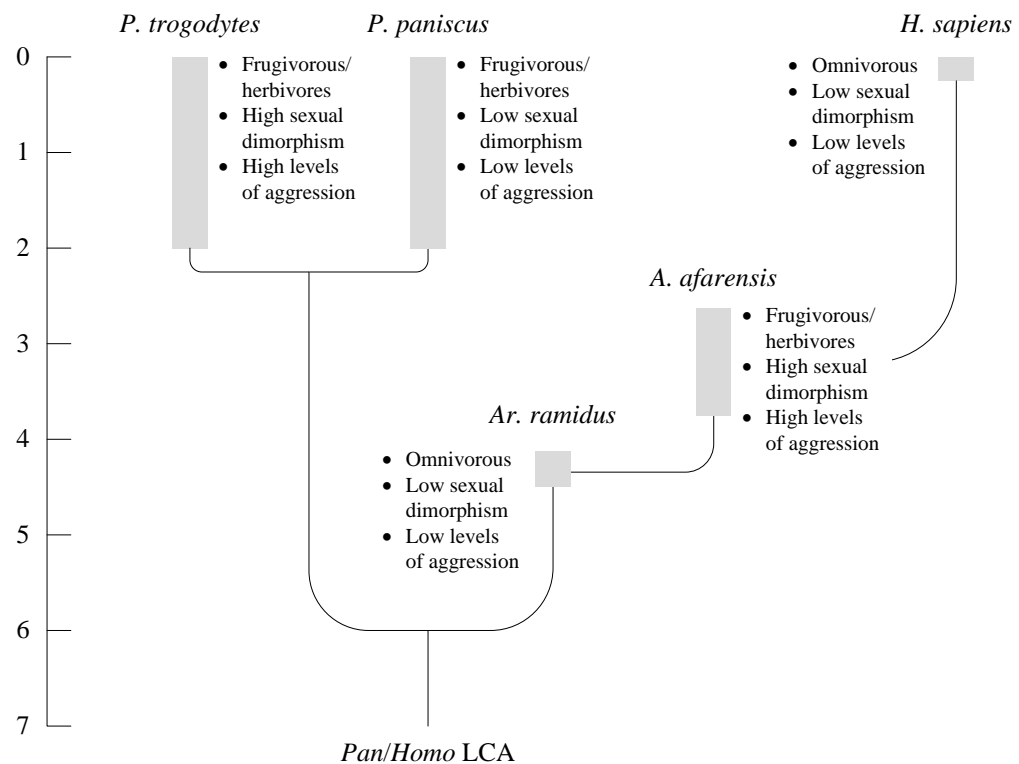 P. trogodytes
P. paniscus
H. sapiens
0
1
2
3
4
5
6
7
• Frugivorous/
herbivores
• High sexual
dimorphism
• High levels
of aggression
• Frugivorous/
herbivores
• Low sexual
dimorphism
• Low levels
of aggression
• Omnivorous
• Low sexual
dimorphism
• Low levels
of aggression
A. afarensis
• Frugivorous/
herbivores
• High sexual
dimorphism
• High levels
of aggression
Ar. ramidus
• Omnivorous
• Low sexual
dimorphism
• Low levels
of aggression
Pan/Homo LCA